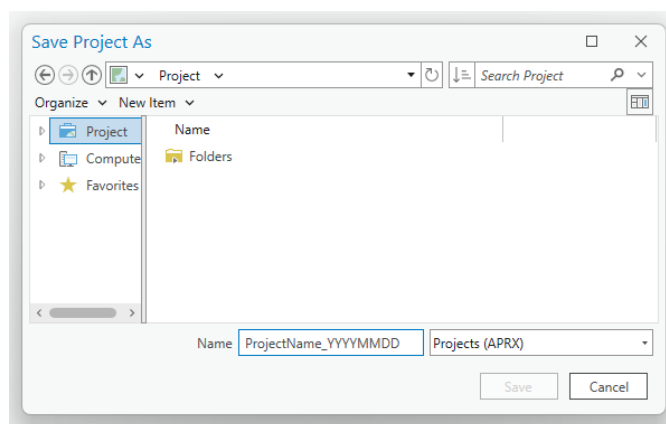 Save Project As
Project
Search Project
Organize New Item
Project
Compute
Favorites
Name
Folders
Name ProjectName_YYYYMMDD Projects (APRX)
Save Cancel